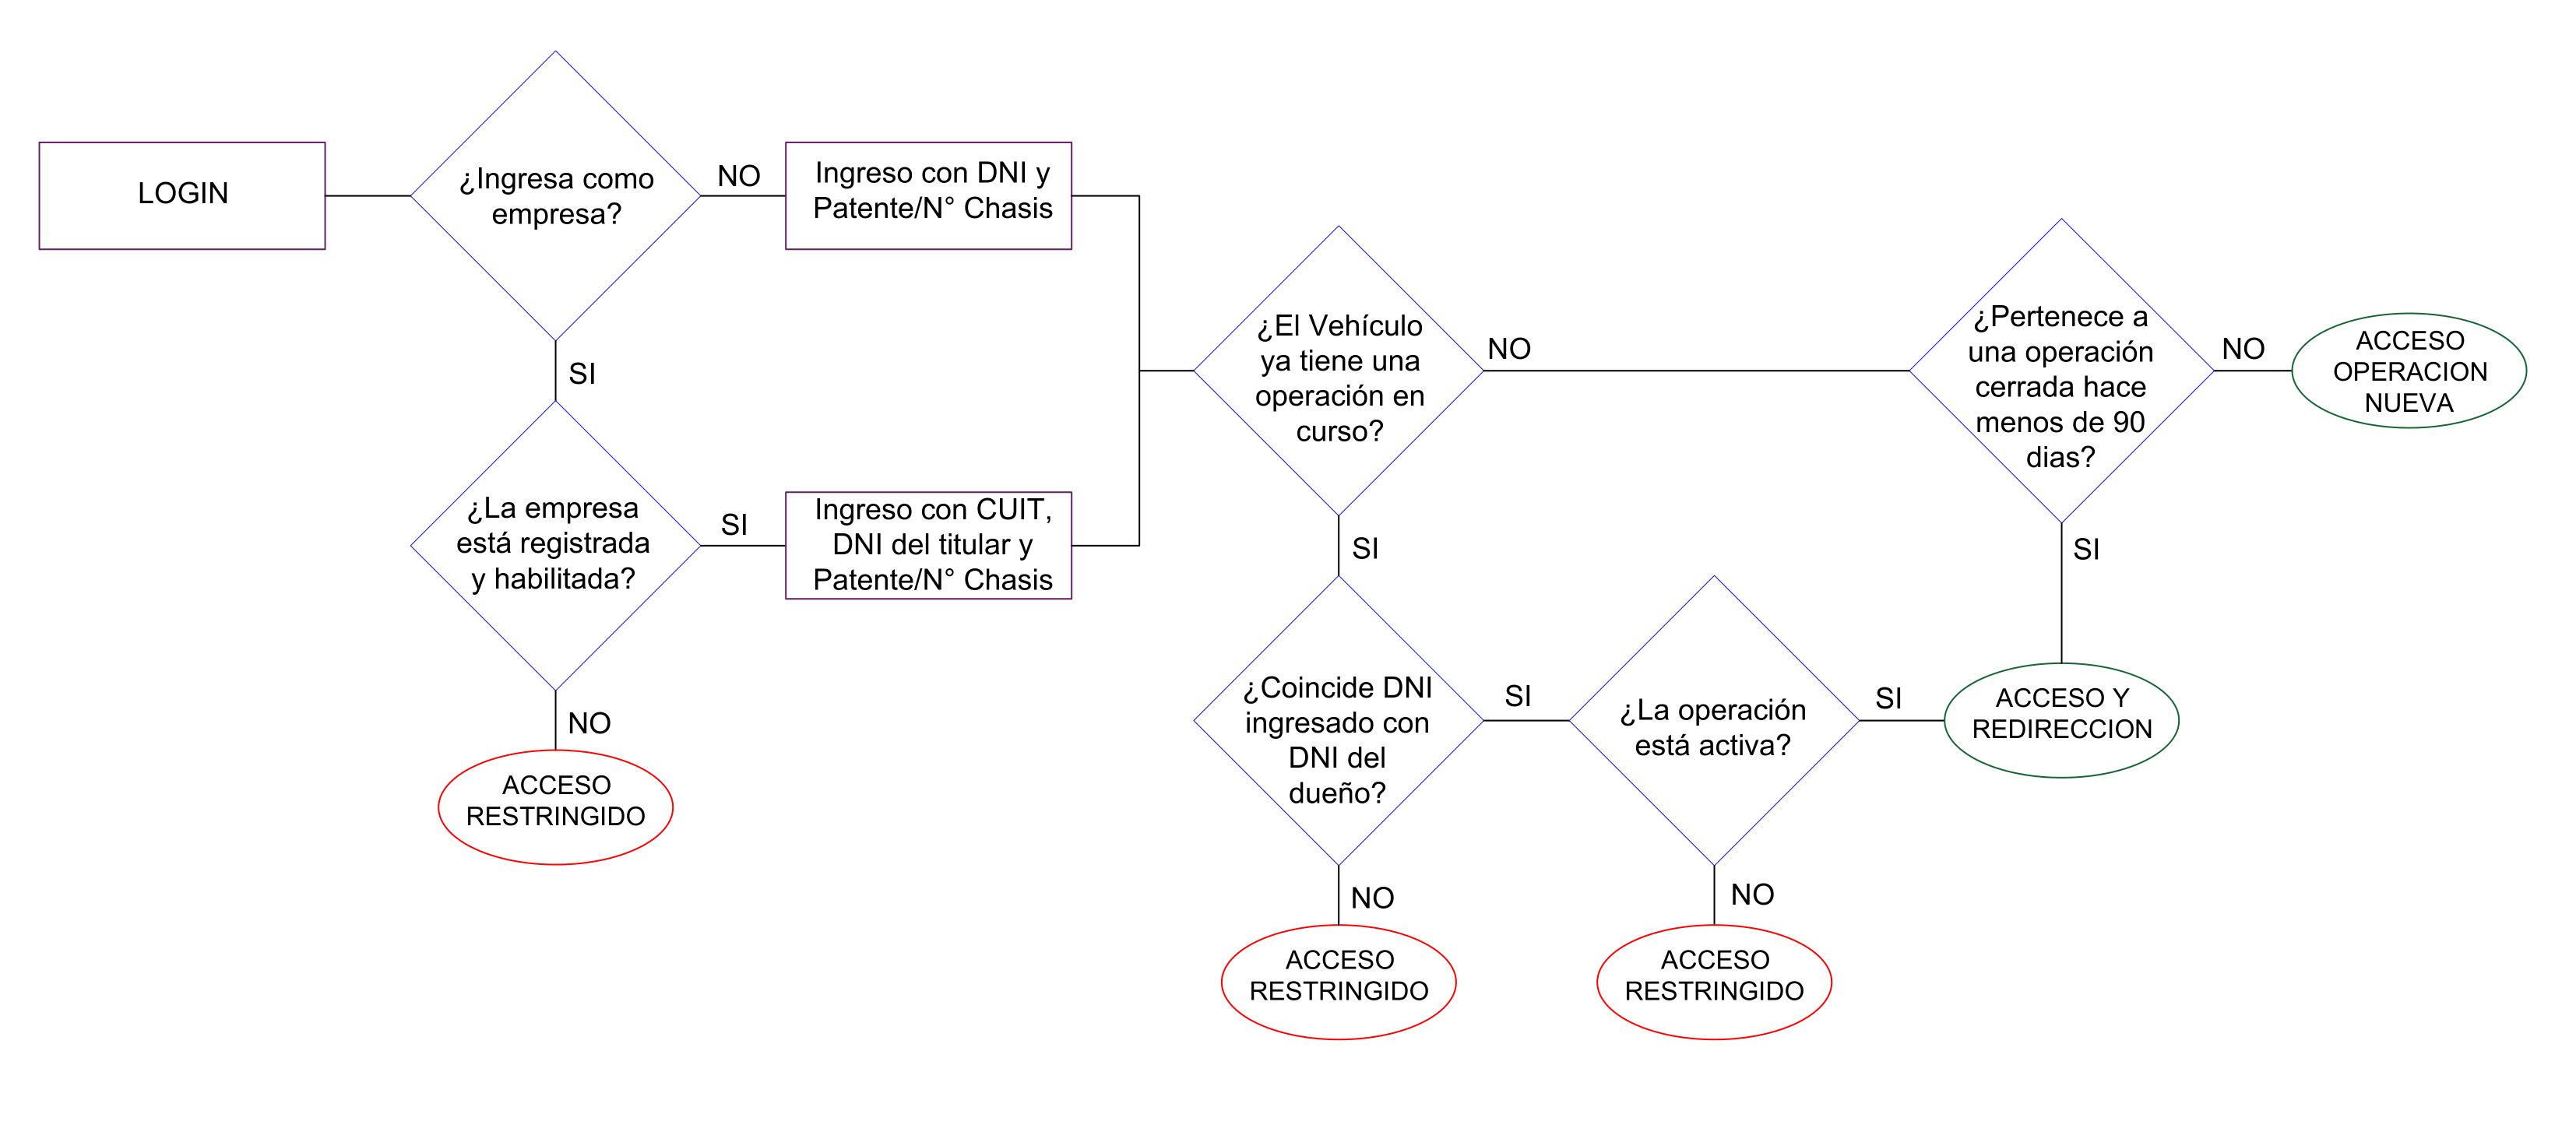 LOGIN
¿Ingresa como
empresa?
NO
Ingreso con DNI y
Patente/N° Chasis
SI
¿La empresa
está registrada
y habilitada?
SI
Ingreso con CUIT,
DNI del titular y
Patente/N° Chasis
NO
ACCESO
RESTRINGIDO
¿El Vehículo
ya tiene una
operación en
curso?
NO
¿Pertenece a
una operación
cerrada hace
menos de 90
dias?
NO
ACCESO
OPERACION
NUEVA
SI
SI
¿Coincide DNI
ingresado con
DNI del
dueño?
SI
¿La operación
está activa?
SI
ACCESO Y
REDIRECCION
NO
ACCESO
RESTRINGIDO
NO
ACCESO
RESTRINGIDO